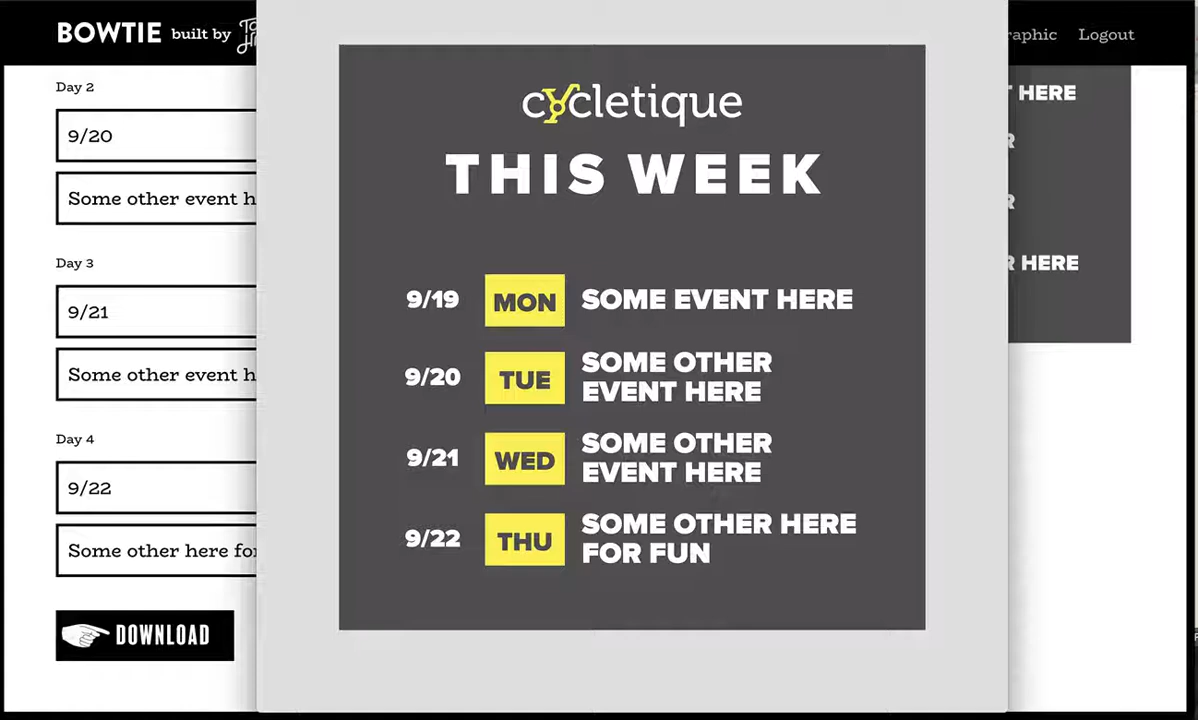 BOWTIE built by
Logout
Day 2
9/20
Some other event h
Day 3
9/21
Some other event h
Day 4
9/22
Some other here for
DOWNLOAD
cycletique
THIS WEEK
9/19 MON SOME EVENT HERE
9/20 TUE SOME OTHER
EVENT HERE
9/21 WED SOME OTHER
EVENT HERE
9/22 THU SOME OTHER HERE
FOR FUN
HERE
R
R
R HERE